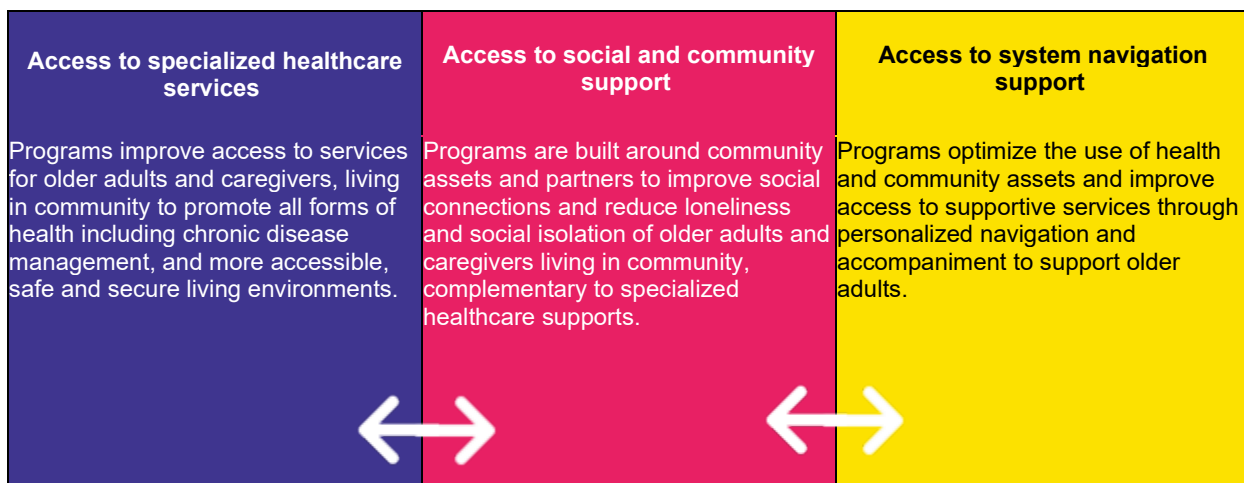 Access to specialized healthcare
services
Programs improve access to services
for older adults and caregivers, living
in community to promote all forms of
health including chronic disease
management, and more accessible,
safe and secure living environments.
Access to social and community
support
Programs are built around community
assets and partners to improve social
connections and reduce loneliness
and social isolation of older adults and
caregivers living in community,
complementary to specialized
healthcare supports.
Access to system navigation
support
Programs optimize the use of health
and community assets and improve
access to supportive services through
personalized navigation and
accompaniment to support older
adults.